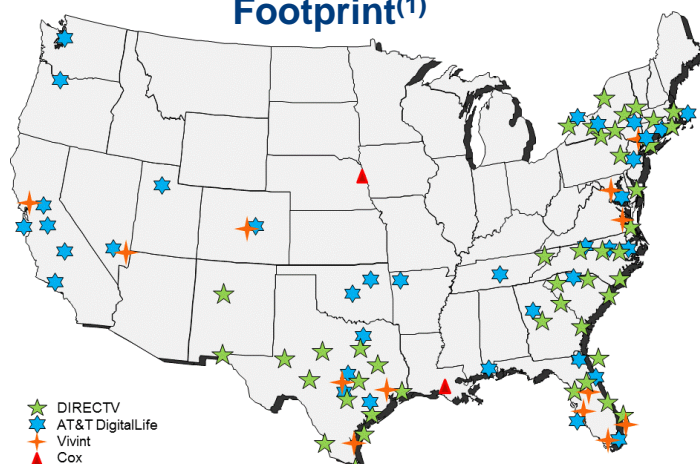 Footprint(1)
DIRECTV
AT&T DigitalLife
Vivint
Cox